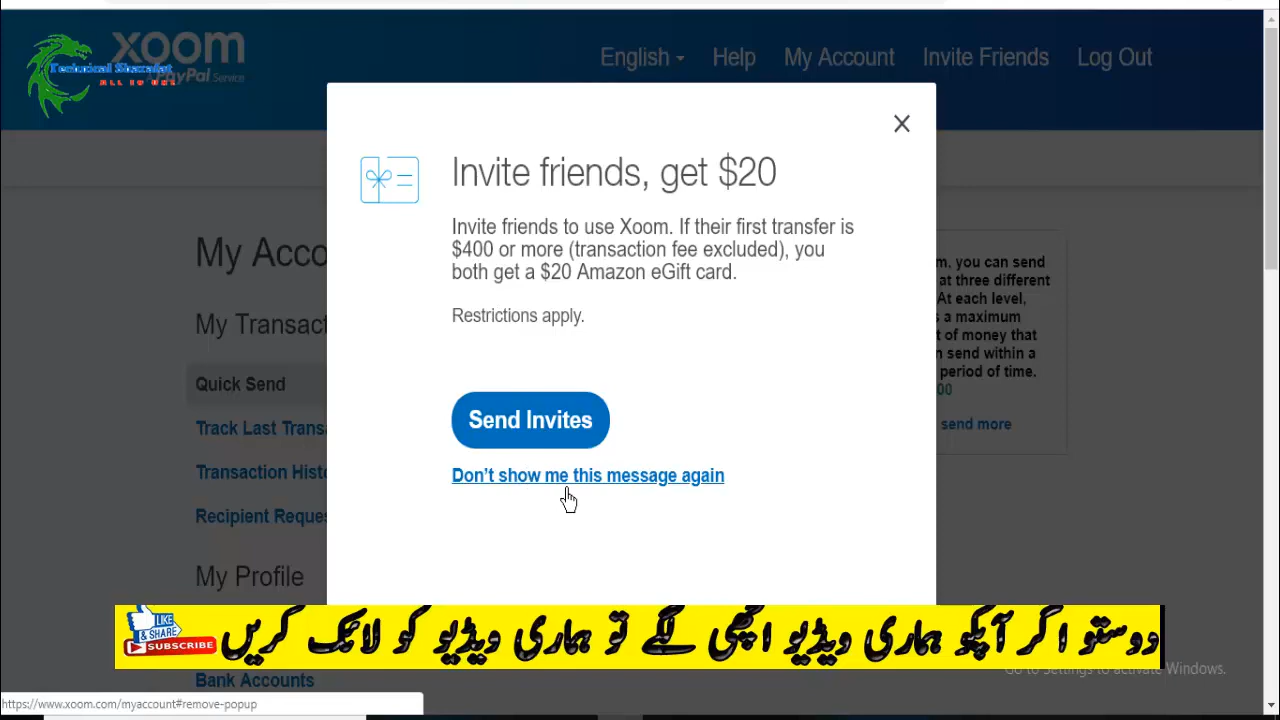 xoom
PayPal Service
Technical Sharafat
ALL IN ONE
English
Help
My Account
Invite Friends
Log Out
Invite friends, get $20
Invite friends to use Xoom. If their first transfer is
$400 or more (transaction fee excluded), you
both get a $20 Amazon eGift card.
Restrictions apply.
Send Invites
Don't show me this message again
My Acco
My Transact
Quick Send
Track Last Transa
Transaction Histo
Recipient Reques
My Profile
Bank Accounts
m, you can send
at three different
At each level,
s a maximum
t of money that
n send within a
period of time.
00
send more
LIKE
& SHARE
SUBSCRIBE
دوستو اگر آپکو ہماری ویڈیو اچھی لگے تو ہماری ویڈیو کو لائک کریں
Go to Settings to activate Windows.
https://www.xoom.com/myaccount#remove-popup